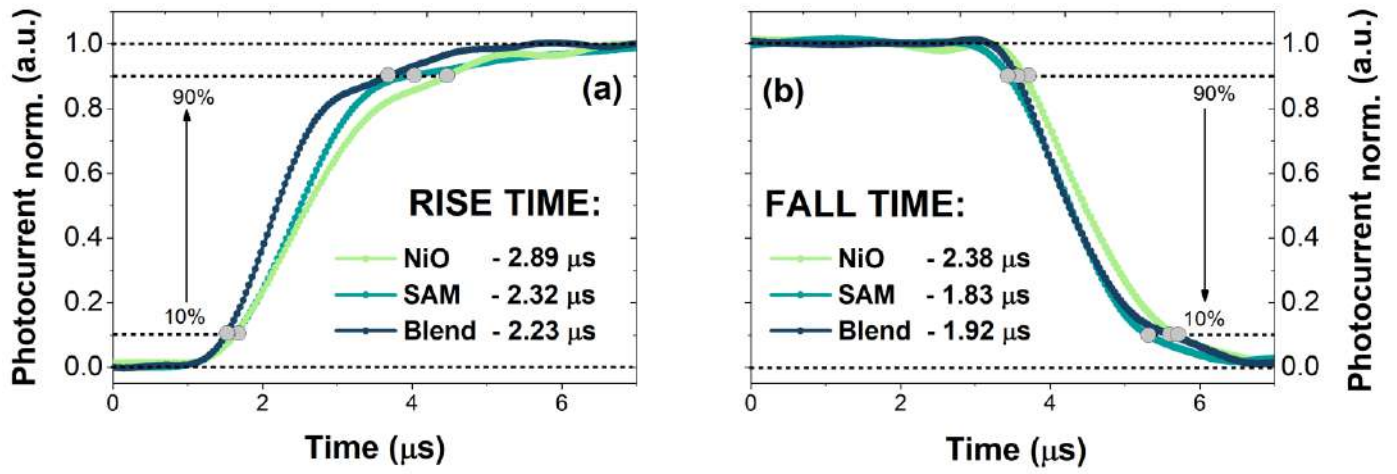 Photocurrent norm. (a.u.)
1.0
0.8
0.6
0.4
0.2
0.0
90%
10%
(a)
RISE TIME:
NiO - 2.89 μs
SAM - 2.32 μs
Blend - 2.23 μs
0 2 4 6
Time (μs)
(b)
90%
10%
FALL TIME:
NiO - 2.38 μs
SAM - 1.83 μs
Blend - 1.92 μs
0 2 4 6
Time (μs)
1.0
0.8
0.6
0.4
0.2
0.0
Photocurrent norm. (a.u.)